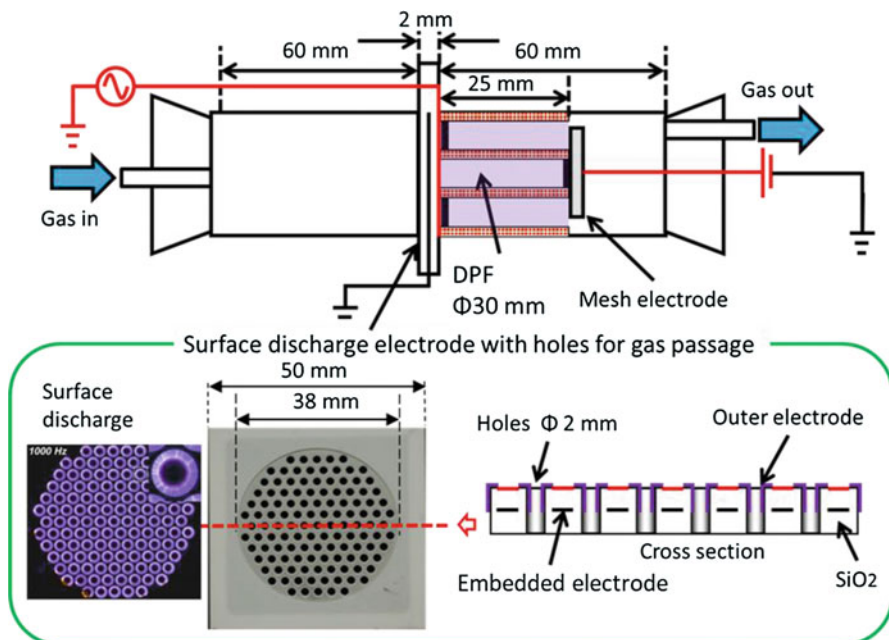 2 mm
60 mm
60 mm
25 mm
Gas out
Gas in
DPF
Φ30 mm
Mesh electrode
Surface discharge electrode with holes for gas passage
50 mm
Surface
discharge
38 mm
Holes Φ 2 mm
Outer electrode
1000 Hz
Cross section
Embedded electrode
SiO2